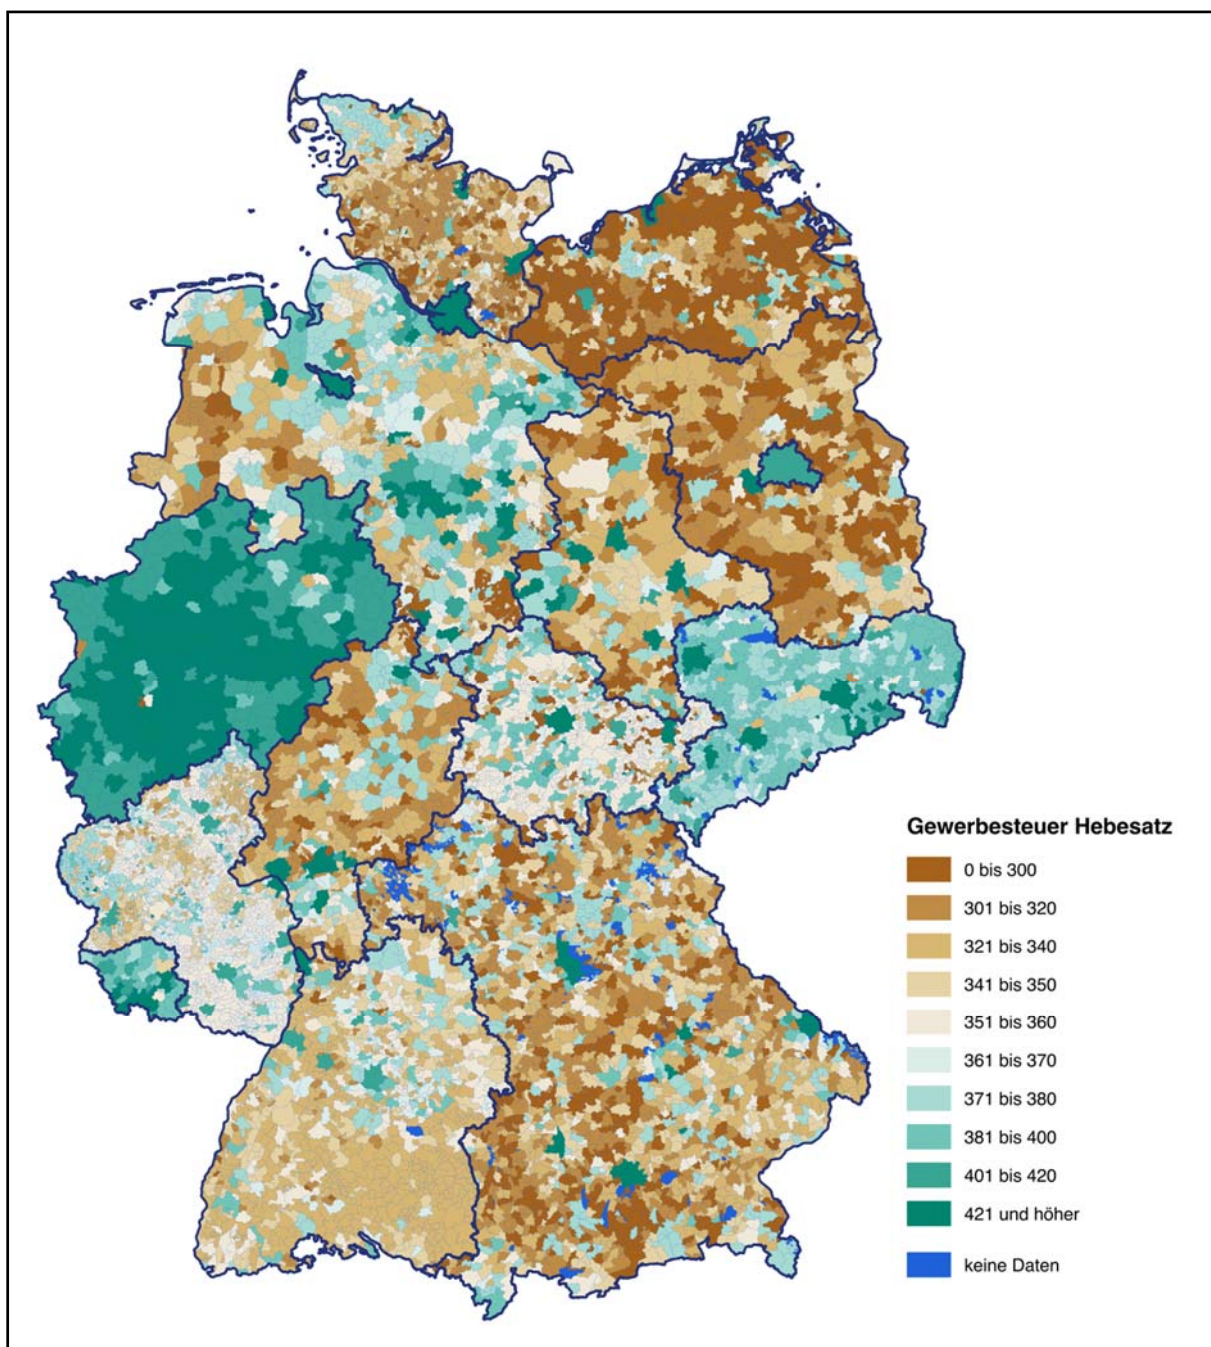 Gewerbesteuer Hebesatz
0 bis 300
301 bis 320
321 bis 340
341 bis 350
351 bis 360
361 bis 370
371 bis 380
381 bis 400
401 bis 420
421 und höher
keine Daten